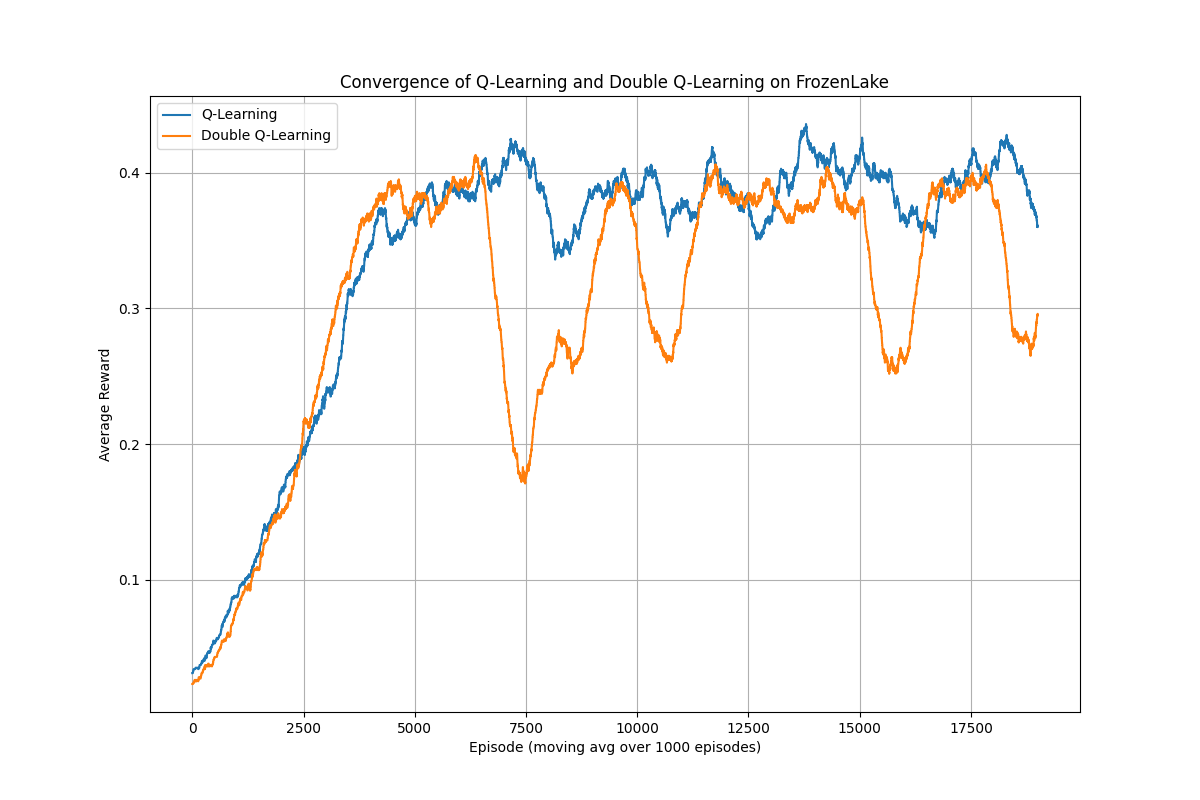 Convergence of Q-Learning and Double Q-Learning on FrozenLake
Q-Learning
Double Q-Learning
Average Reward
0.4
0.3
0.2
0.1
0 2500 5000 7500 10000 12500 15000 17500
Episode (moving avg over 1000 episodes)